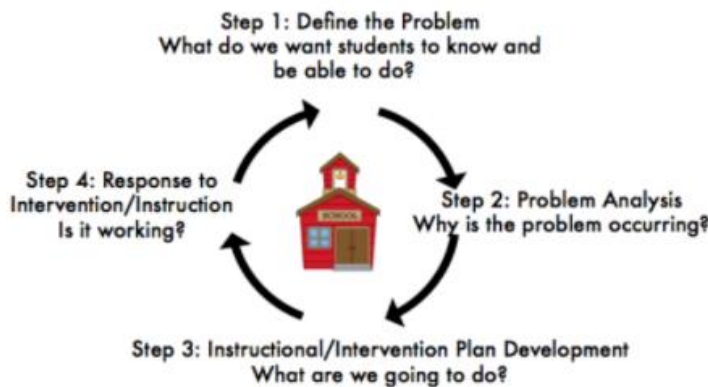 Step 1: Define the Problem
What do we want students to know and
be able to do?
Step 4: Response to
Intervention/Instruction
Is it working?
SCHOOL
Step 2: Problem Analysis
Why is the problem occurring?
Step 3: Instructional/Intervention Plan Development
What are we going to do?